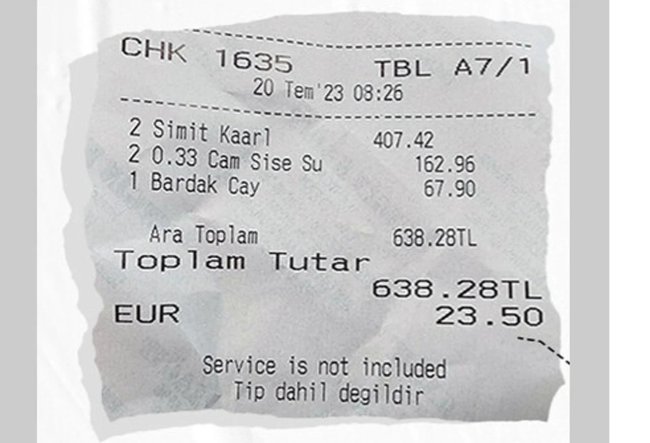 CHK 1635 TBL A7/1
20 Tem'23 08:26
2 Simit Kaarl 407.42
2 0.33 Cam Sise Su 162.96
1 Bardak Cay 67.90
Ara Toplam 638.28TL
Toplam Tutar
638.28TL
EUR 23.50
Service is not included
Tip dahil degildir